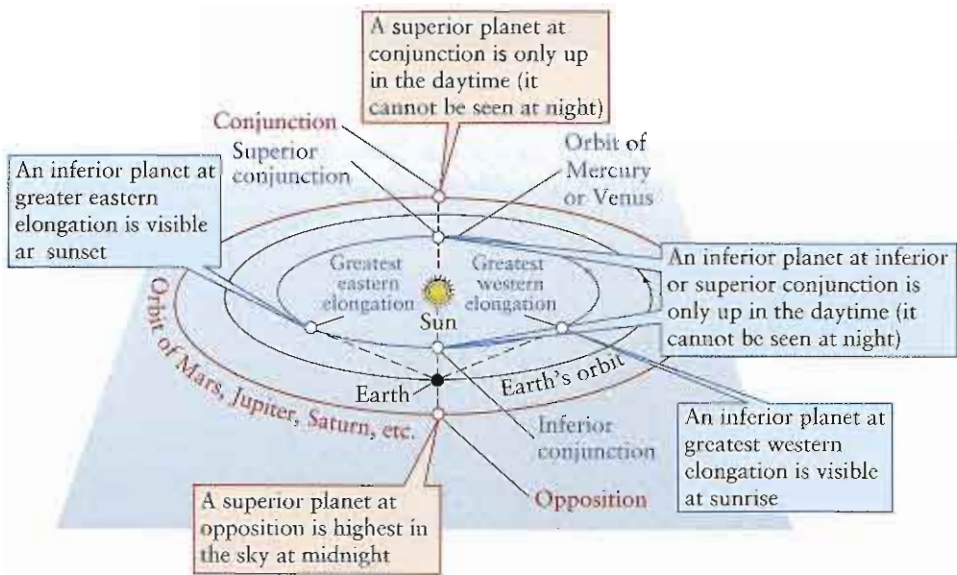 A superior planet at
conjunction is only up
in the daytime (it
cannot be seen at night)
Conjunction
Superior
conjunction
Orbit of
Mercury
or Venus
An inferior planet at
greater eastern
elongation is visible
ar sunset
Greatest
eastern
elongation
Greatest
western
elongation
Sun
An inferior planet at inferior
or superior conjunction is
only up in the daytime (it
cannot be seen at night)
Orbit of Mars, Jupiter, Saturn, etc.
Earth
Earth's orbit
Inferior
conjunction
An inferior planet at
greatest western
elongation is visible
at sunrise
Opposition
A superior planet at
opposition is highest in
the sky at midnight